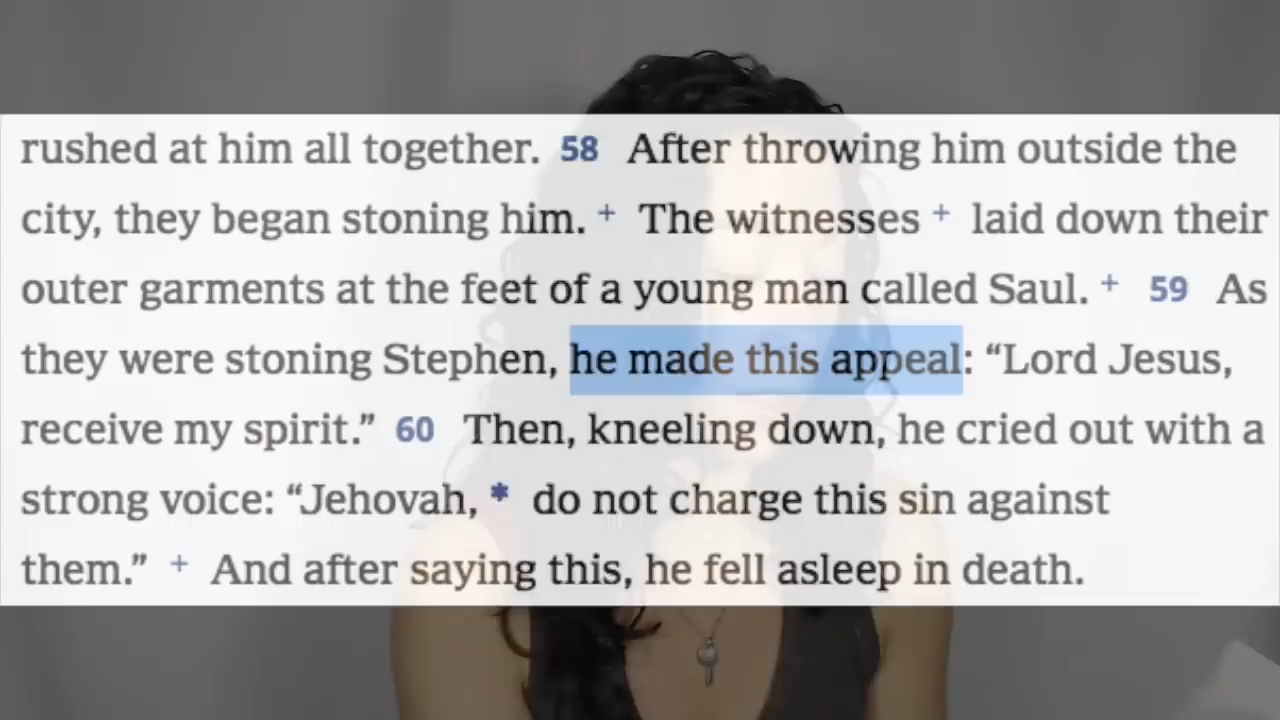 rushed at him all together. 58 After throwing him outside the
city, they began stoning him. + The witnesses + laid down their
outer garments at the feet of a young man called Saul. + 59 As
they were stoning Stephen, he made this appeal: “Lord Jesus,
receive my spirit.” 60 Then, kneeling down, he cried out with a
strong voice: “Jehovah, * do not charge this sin against
them.” + And after saying this, he fell asleep in death.